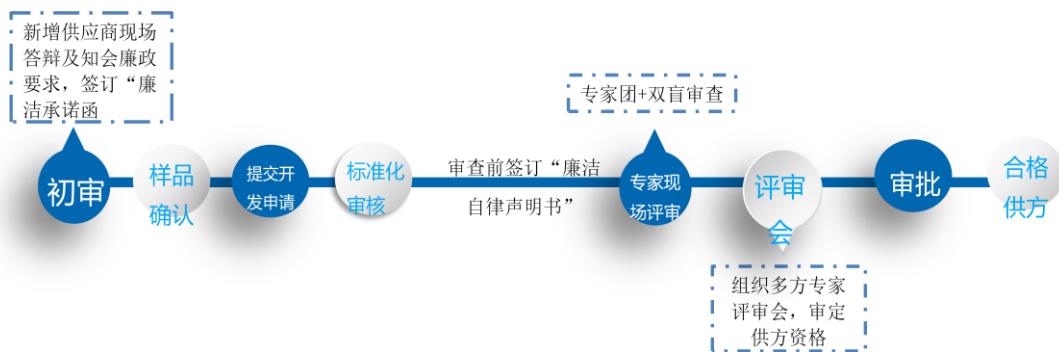 新增供应商现场
答辩及知会廉政
要求，签订“廉
洁承诺函
专家团+双盲审查
初审
样品
确认
提交开
发申请
标准化
审核
审查前签订“廉洁
自律声明书”
专家现
场评审
评审
会
审批
合格
供方
组织多方专家
评审会，审定
供方资格